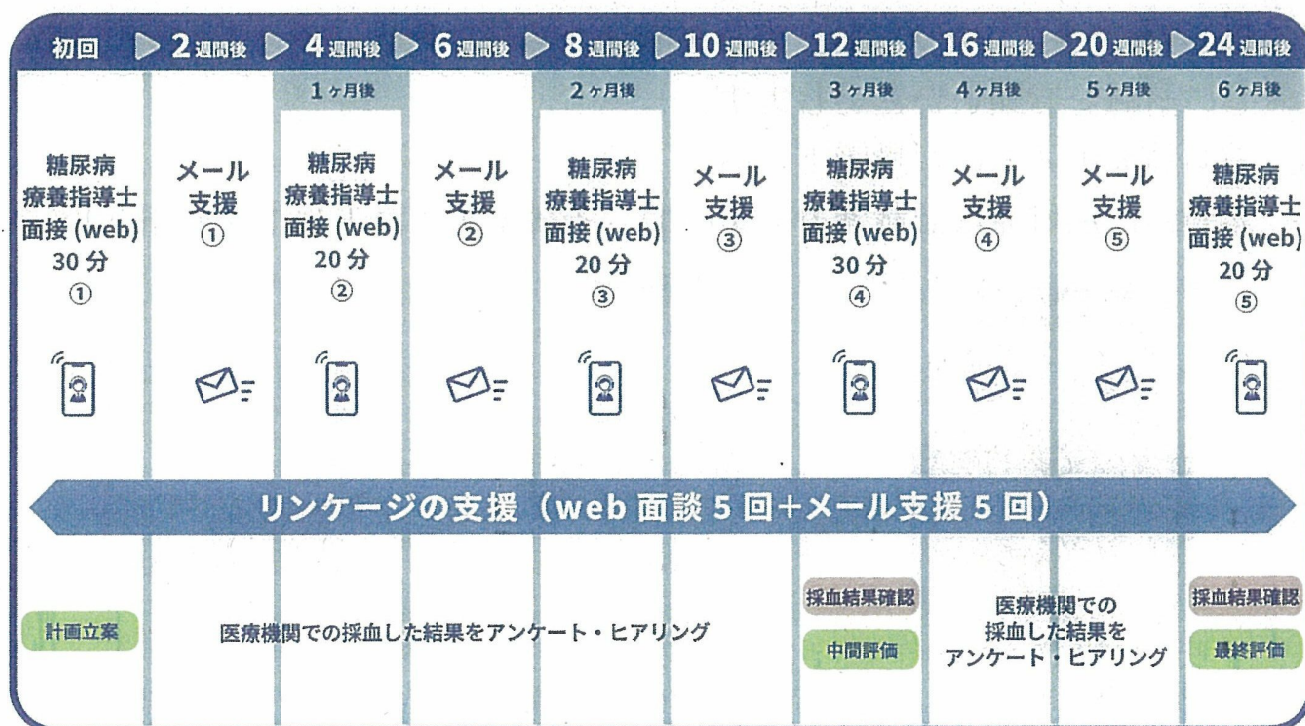 初回 2週間後 4週間後 6週間後 8週間後 10週間後 12週間後 16週間後 20週間後 24週間後
1ヶ月後 2ヶ月後 3ヶ月後 4ヶ月後 5ヶ月後 6ヶ月後
糖尿病
療養指導士
面接(web)
30分
①
メール
支援
①
糖尿病
療養指導士
面接(web)
20分
②
メール
支援
②
糖尿病
療養指導士
面接(web)
20分
③
メール
支援
③
糖尿病
療養指導士
面接(web)
30分
④
メール
支援
④
メール
支援
⑤
糖尿病
療養指導士
面接(web)
20分
⑤
リンケージの支援（web面談5回＋メール支援5回）
計画立案
医療機関での採血した結果をアンケート・ヒアリング
採血結果確認
中間評価
医療機関での
採血した結果を
アンケート・ヒアリング
採血結果確認
最終評価